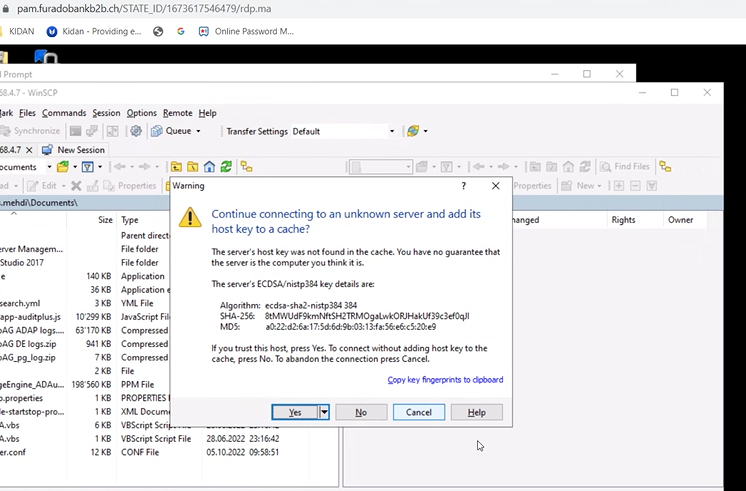 pam.furadobankb2b.ch/STATE_ID/1673617546479/rdp.ma
KIDAN
Kidan - Providing e...
Online Password M...
Prompt
68.4.7 - WinSCP
Mark Files Commands Session Options Remote Help
Synchronize
Queue
Transfer Settings Default
68.4.7
New Session
Documents
Find Files
Edit
Properties
Properties
New
s.mehdi\Documents\
Size Type
Changed
Rights
Owner
Parent direct
File folder
File folder
Studio 2017
140 KB Application
36 KB Application e
3 KB YML File
10'299 KB JavaScript Fil
63'170 KB Compressed
941 KB Compressed
7 KB Compressed
2 KB File
198'560 KB PPM File
1 KB PROPERTIES
1 KB XML Docum
6 KB VBScript Script File
1 KB VBScript Script File 28.06.2022 23:16:42
12 KB CONF File 05.10.2022 09:58:51
erver Managem...
search.yml
app-auditplus.js
oAG ADAP logs....
oAG DE logs.zip
oAG_pg_log.zip
geEngine_ADAu...
p.properties
le-startstop-pro...
A.vbs
A.vbs
er.conf
Warning
?
Continue connecting to an unknown server and add its
host key to a cache?
The server's host key was not found in the cache. You have no guarantee that
the server is the computer you think it is.
The server's ECDSA/nistp384 key details are:
Algorithm: ecdsa-sha2-nistp384 384
SHA-256: 8tMWUdF9kmNftSH2TRMOgaLwkORJHakUf39c3ef0qJI
MD5: a0:22:d2:6a:17:5d:6d:9b:03:13:fa:56:e6:c5:20:e9
If you trust this host, press Yes. To connect without adding host key to the
cache, press No. To abandon the connection press Cancel.
Copy key fingerprints to clipboard
Yes
No
Cancel
Help